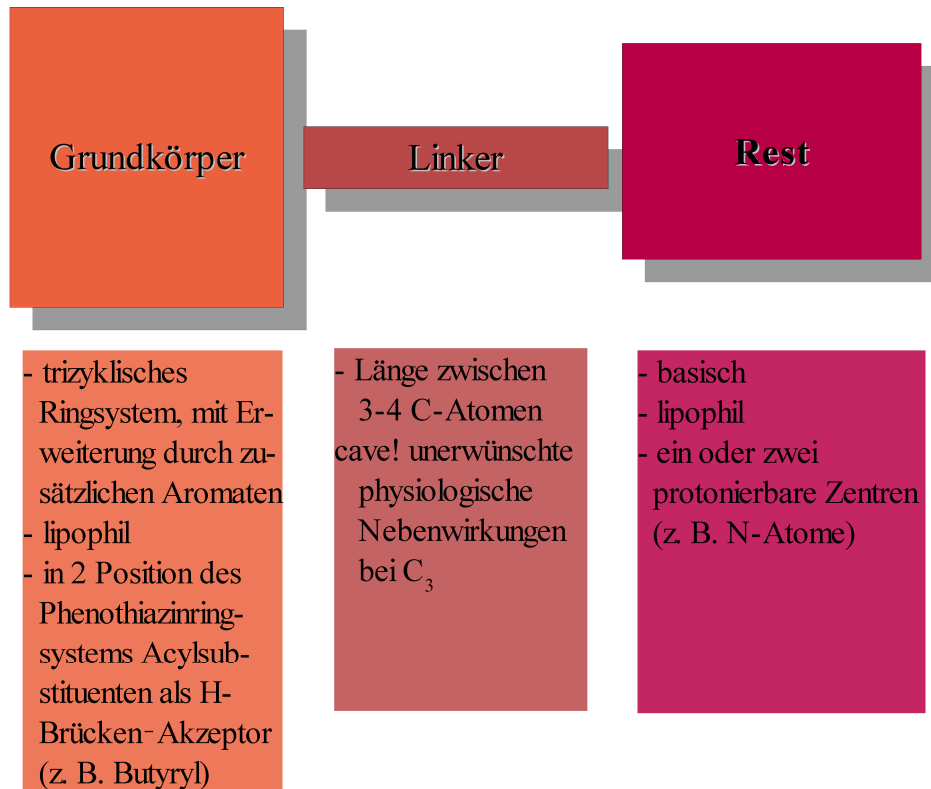 Grundkörper
Linker
Rest
- trizyklisches
Ringsystem, mit Er-
weiterung durch zu-
sätzlichen Aromaten
- lipophil
- in 2 Position des
Phenothiazinring-
systems Acylsub-
stituenten als H-
Brücken-Akzeptor
(z. B. Butyryl)
- Länge zwischen
3-4 C-Atomen
cave! unerwünschte
physiologische
Nebenwirkungen
bei C₃
- basisch
- lipophil
- ein oder zwei
protonierbare Zentren
(z. B. N-Atome)